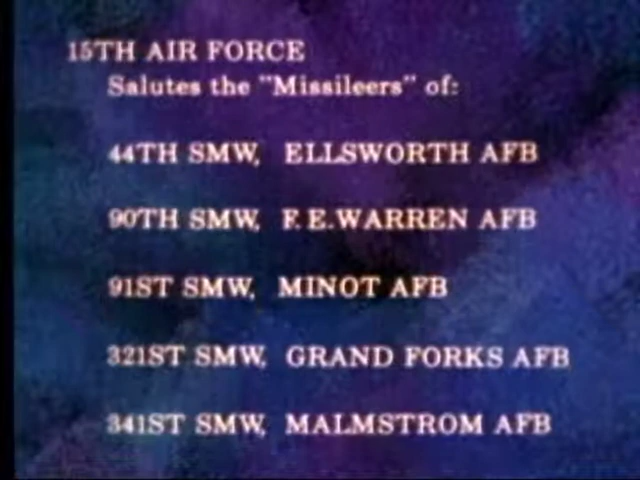 15TH AIR FORCE
Salutes the "Missileers" of:
44TH SMW, ELLSWORTH AFB
90TH SMW, F.E.WARREN AFB
91ST SMW, MINOT AFB
321ST SMW, GRAND FORKS AFB
341ST SMW, MALMSTROM AFB